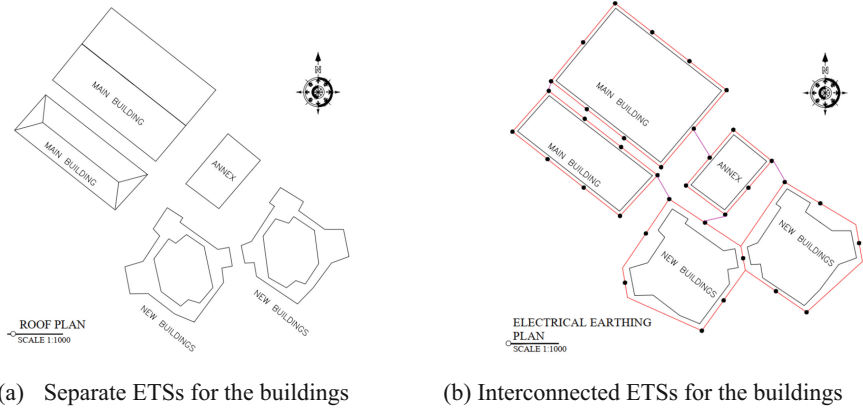 N
MAIN BUILDING
MAIN BUILDING
ANNEX
NEW BUILDINGS
NEW BUILDINGS
ROOF PLAN
SCALE 1:1000
N
MAIN BUILDING
MAIN BUILDING
ANNEX
NEW BUILDINGS
NEW BUILDINGS
ELECTRICAL EARTHING
PLAN
SCALE 1:1000
(a) Separate ETSs for the buildings
(b) Interconnected ETSs for the buildings